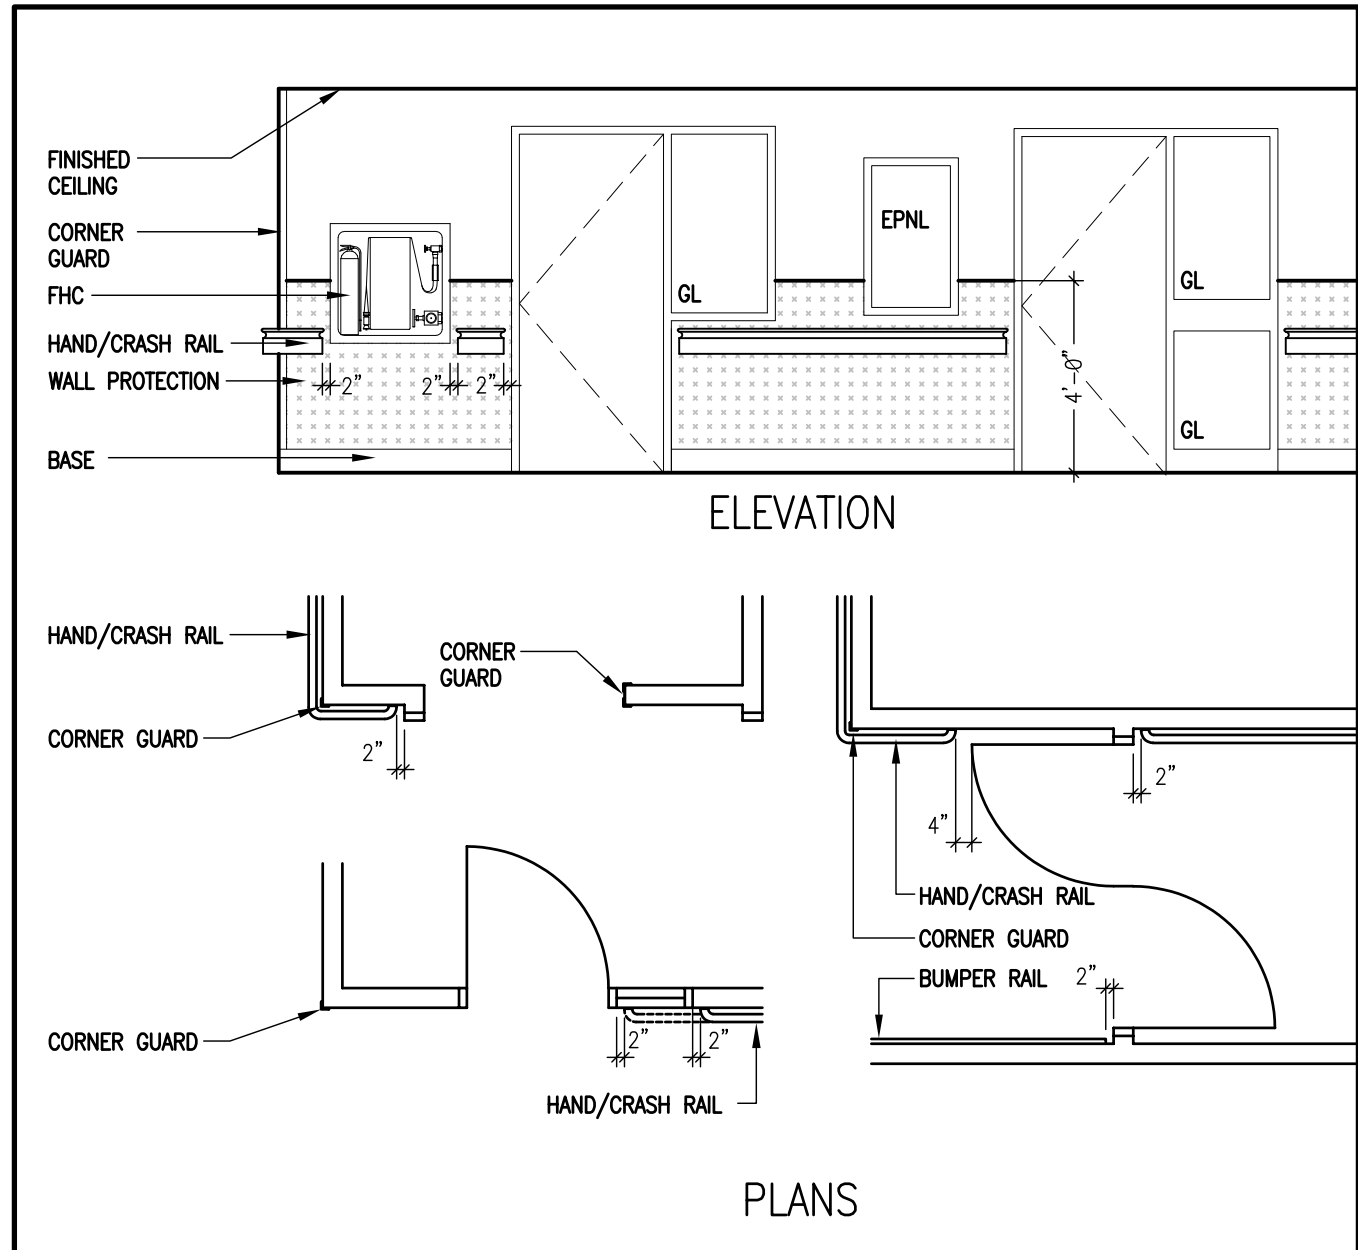 FINISHED
CEILING
CORNER
GUARD
FHC
HAND/CRASH RAIL
WALL PROTECTION
BASE
2"
2"
2"
GL
EPNL
4'-0"
GL
GL
ELEVATION
HAND/CRASH RAIL
CORNER GUARD
2"
CORNER
GUARD
4"
2"
HAND/CRASH RAIL
CORNER GUARD
BUMPER RAIL
2"
CORNER GUARD
2"
2"
HAND/CRASH RAIL
PLANS